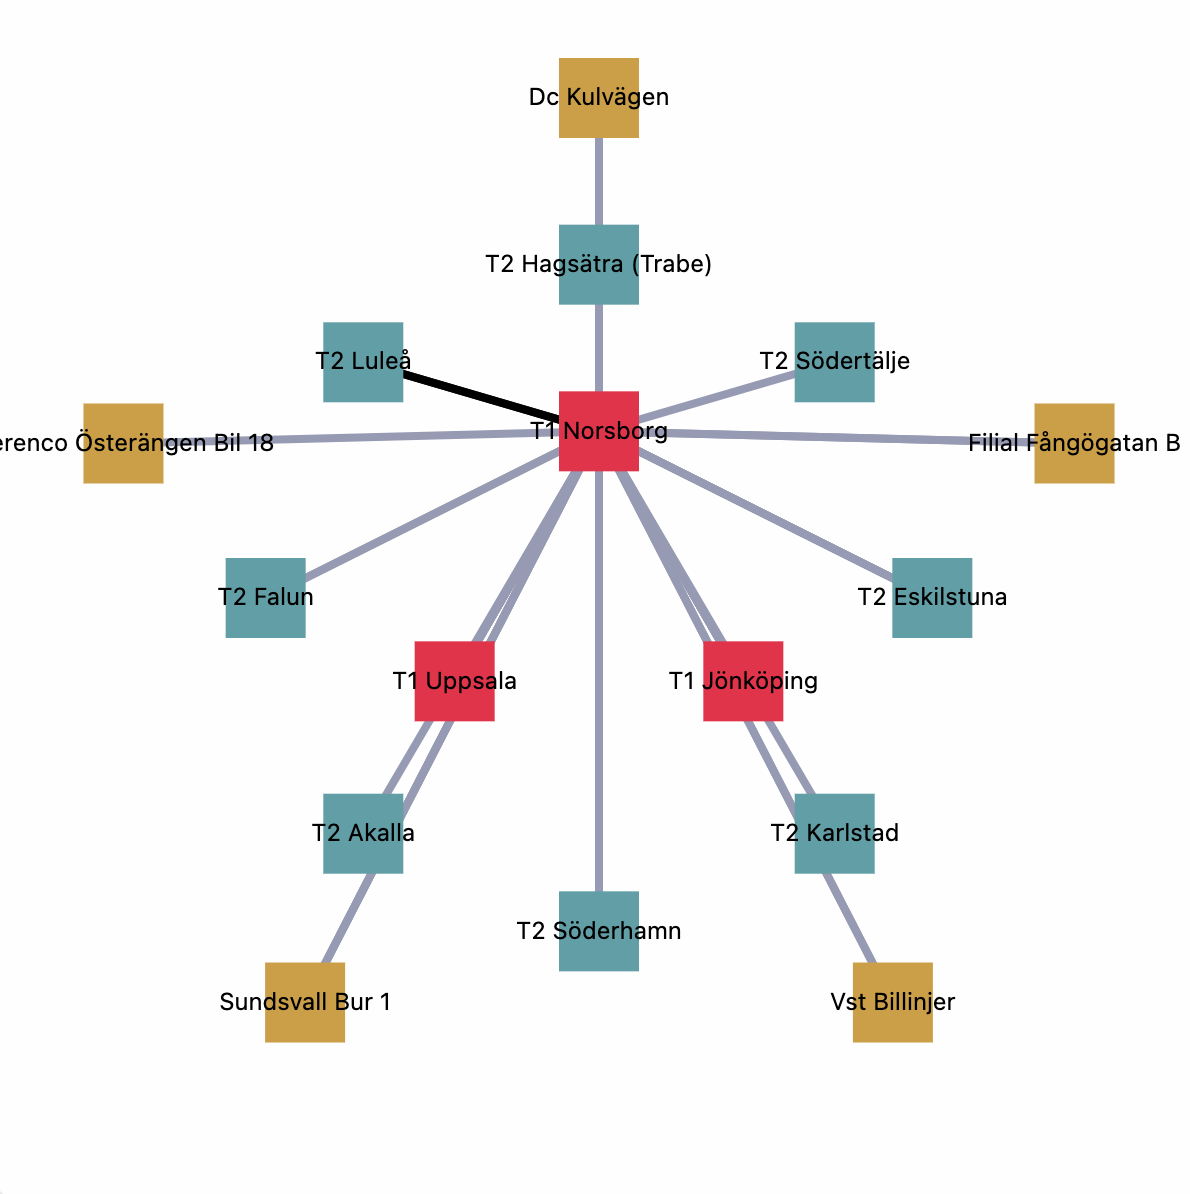 Dc Kulvägen
T2 Hagsätra (Trabe)
T2 Luleå
T2 Södertälje
T1 Norsborg
Österängen Bil 18
Filial Fångögatan B
T2 Falun
T2 Eskilstuna
T1 Uppsala
T1 Jönköping
T2 Akalla
T2 Karlstad
T2 Söderhamn
Sundsvall Bur 1
Vst Billinjer